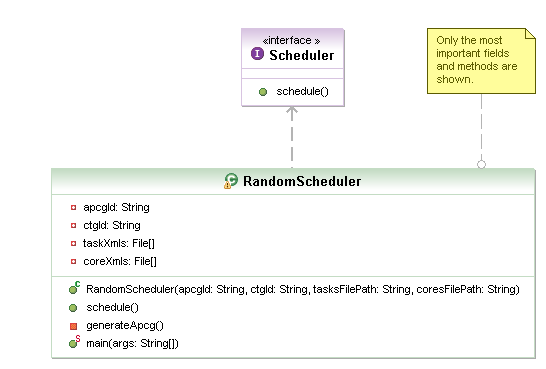 «interface »
I Scheduler
schedule()
Only the most
important fields
and methods are
shown.
RandomScheduler
apcgId: String
ctgId: String
taskXmls: File[]
coreXmls: File[]
RandomScheduler(apcgId: String, ctgId: String, tasksFilePath: String, coresFilePath: String)
schedule()
generateApcg()
main(args: String[])